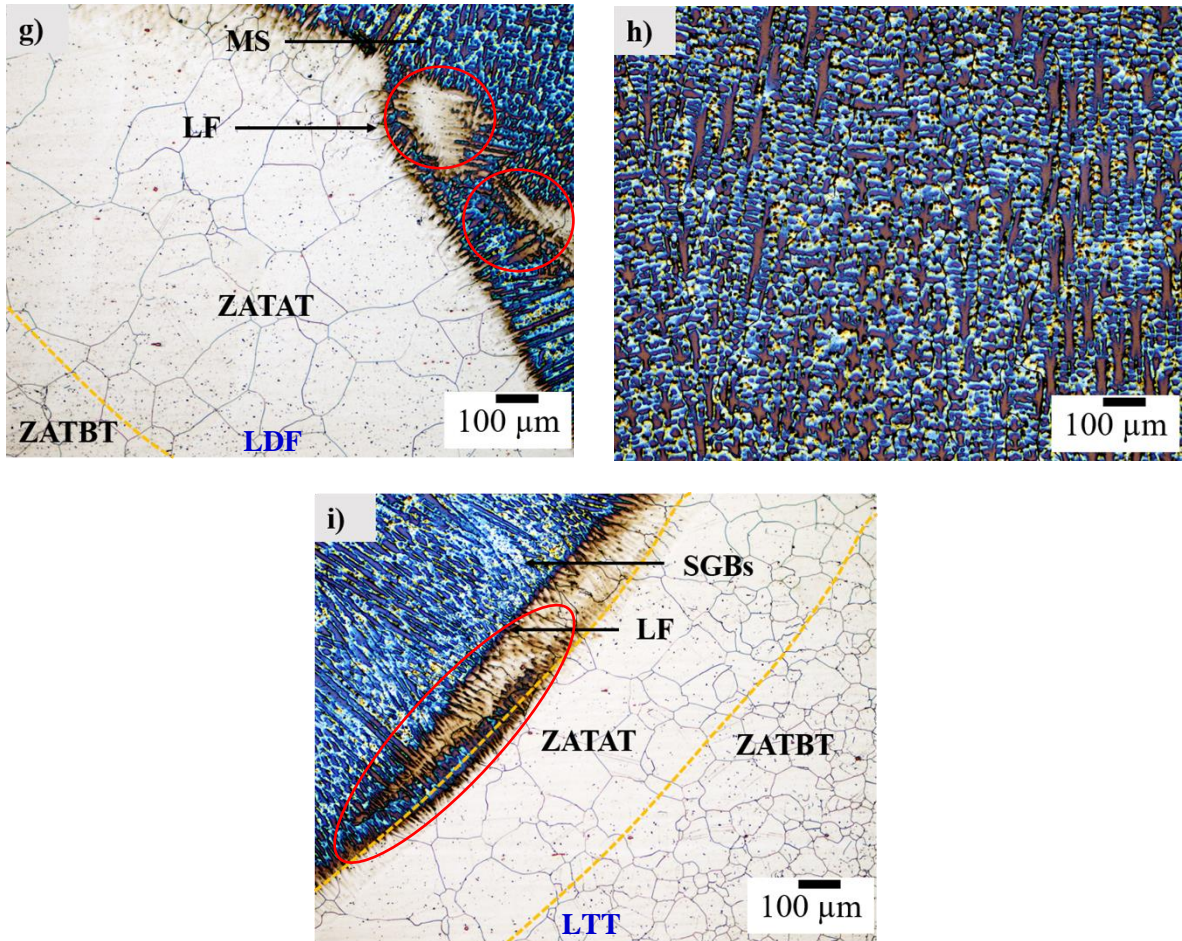 g)
MS
LF
ZATAT
ZATBT
LDF
100 µm
h)
100 µm
i)
SGBs
LF
ZATAT
ZATBT
LTT
100 µm